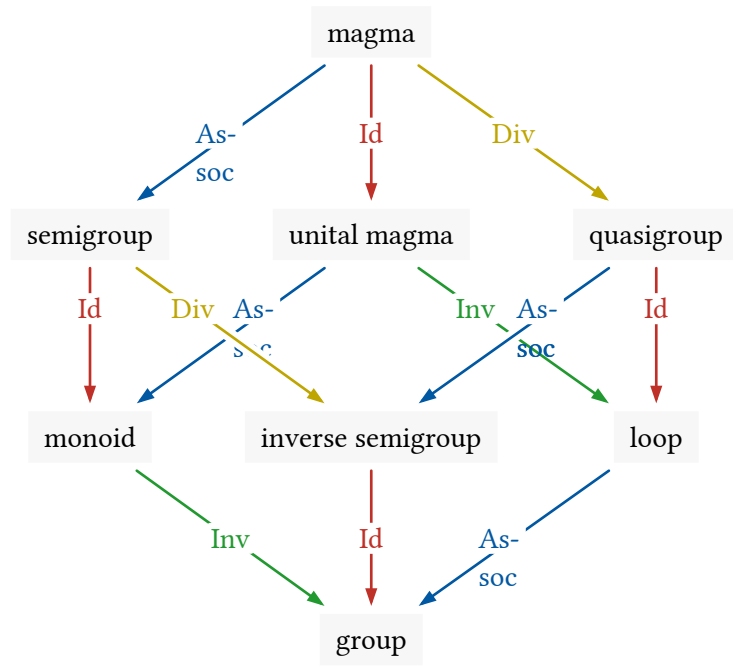 magma
As-
soc
Id
Div
semigroup
unital magma
quasigroup
Id
Div
As-
soc
Inv
As-
soc
Id
monoid
inverse semigroup
loop
Inv
Id
As-
soc
group